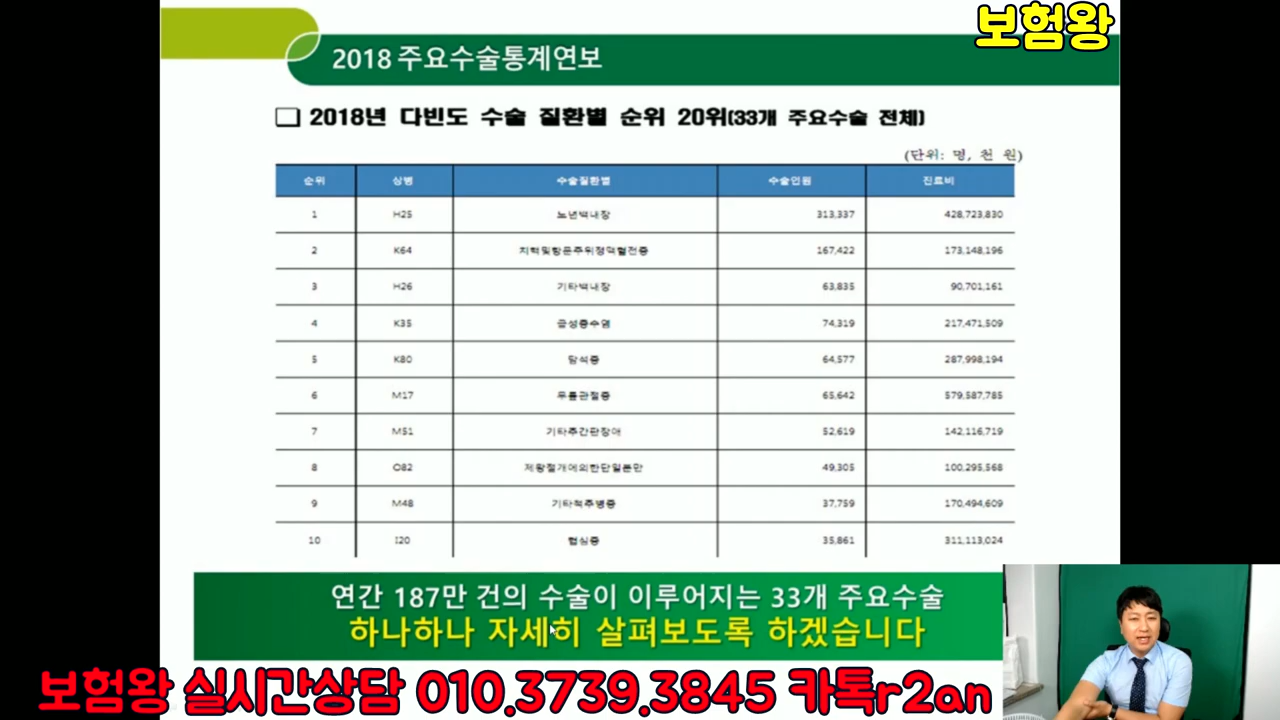 보험왕
2018 주요수술통계연보
❏ 2018년 다빈도 수술 질환별 순위 20위(33개 주요수술 전체)
(단위: 명, 천 원)
순위 상병 수술질환별 수술인원 진료비
1 H25 노년백내장 313,337 428,723,830
2 K64 치핵및항문주위정맥혈전증 167,422 173,148,196
3 H26 기타백내장 63,835 90,701,161
4 K35 급성충수염 74,319 217,471,509
5 K80 담석증 64,577 287,998,194
6 M17 무릎관절증 65,642 579,587,785
7 M51 기타추간판장애 52,619 142,116,719
8 O82 제왕절개에의한단일분만 49,305 100,295,568
9 M48 기타척추병증 37,759 170,494,609
10 I20 협심증 35,861 311,113,024
연간 187만 건의 수술이 이루어지는 33개 주요수술
하나하나 자세히 살펴보도록 하겠습니다
보험왕 실시간상담 010.3739.3845 카톡r2on